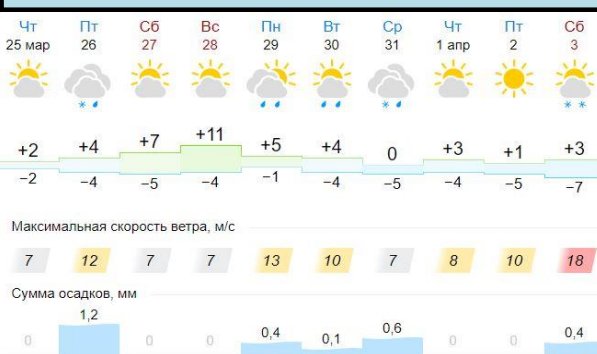 Чт Пт Сб Вс Пн Вт Ср Чт Пт Сб
25 мар 26 27 28 29 30 31 1 апр 2 3
+2 +4 +7 +11 +5 +4 0 +3 +1 +3
−2 −4 −5 −4 −1 −4 −5 −4 −5 −7
Максимальная скорость ветра, м/с
7 12 7 7 13 10 7 8 10 18
Сумма осадков, мм
0 1,2 0 0 0,4 0,1 0,6 0 0 0,4